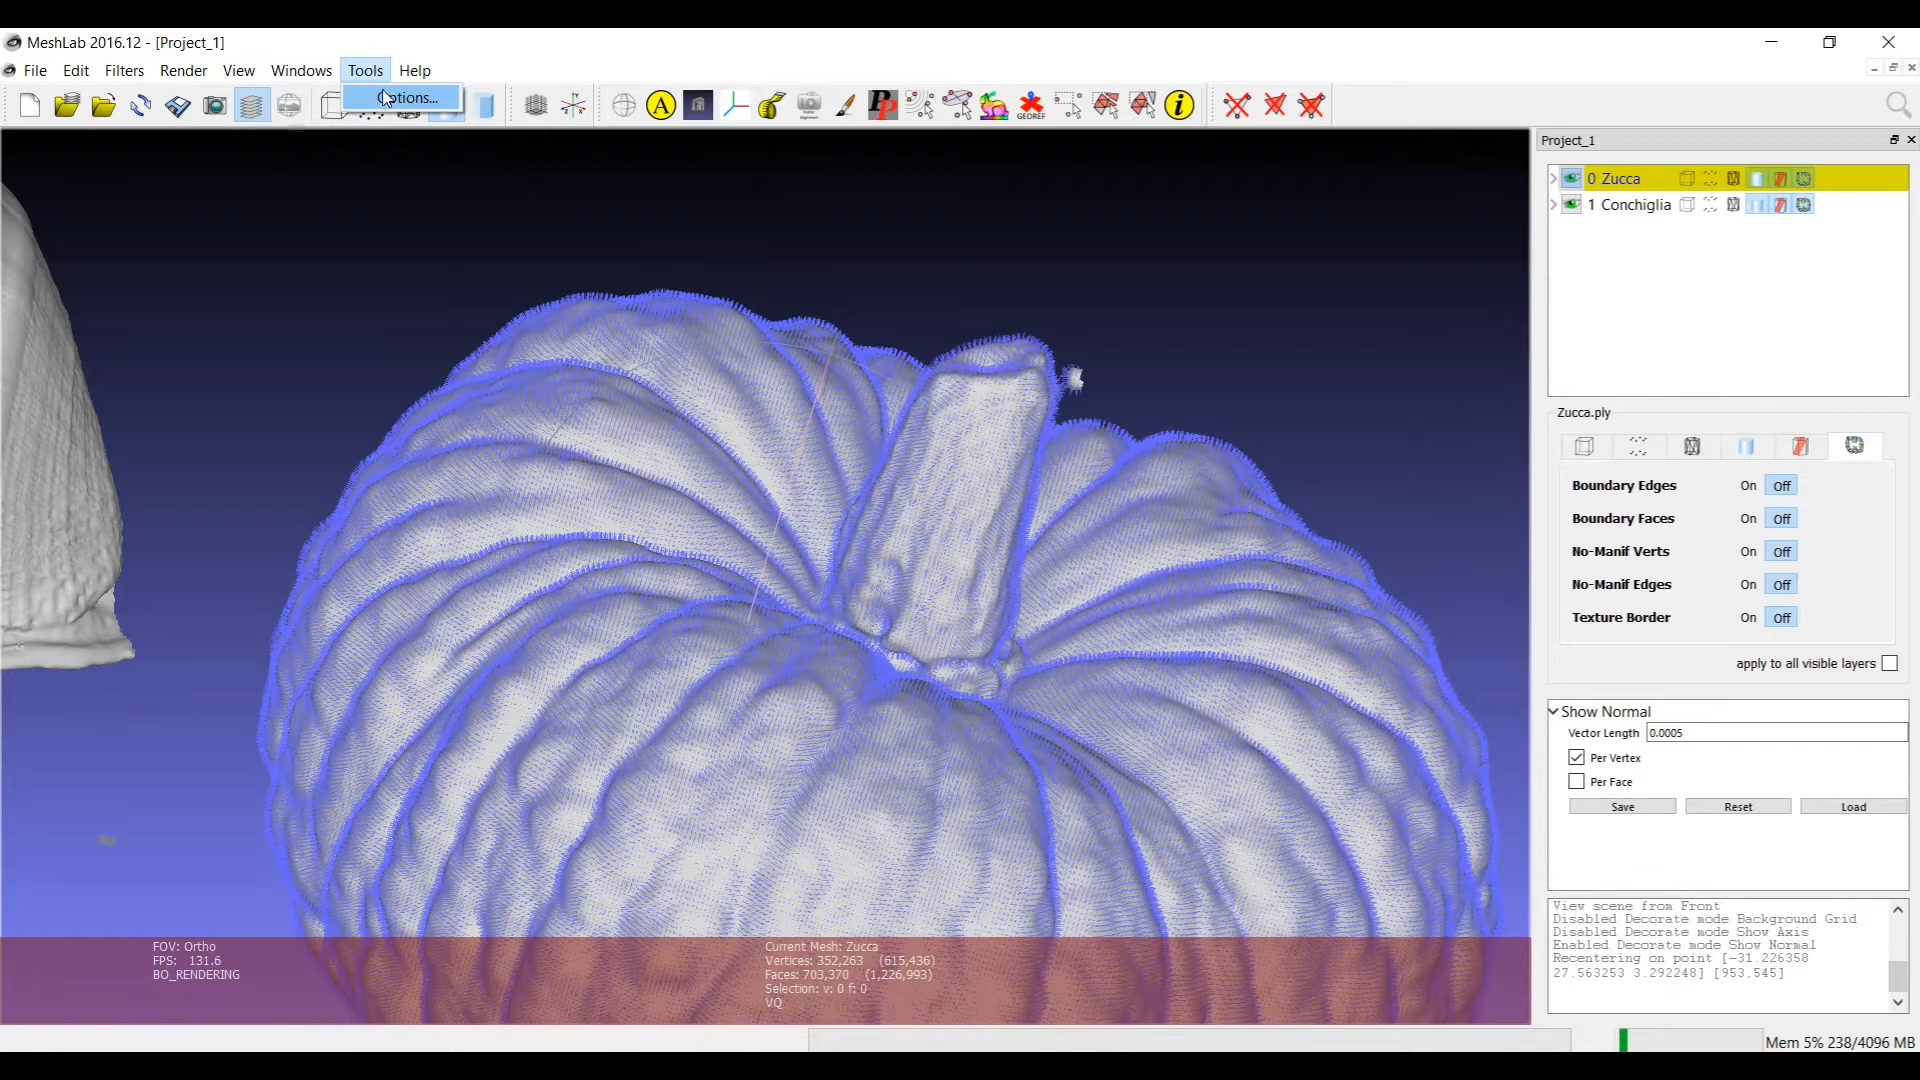 MeshLab 2016.12 - [Project_1]
File Edit Filters Render View Windows Tools Help
Options...
A
PP
GEOREF
i
Project_1
0 Zucca
1 Conchiglia
Zucca.ply
Boundary Edges On Off
Boundary Faces On Off
No-Manif Verts On Off
No-Manif Edges On Off
Texture Border On Off
apply to all visible layers
Show Normal
Vector Length 0.0005
Per Vertex
Per Face
Save Reset Load
View scene from Front
Disabled Decorate mode Background Grid
Disabled Decorate mode Show Axis
Enabled Decorate mode Show Normal
Recentering on point [-31.226358
27.563253 3.292248] [953,545]
FOV: Ortho
FPS: 131.6
BO_RENDERING
Current Mesh: Zucca
Vertices: 352,263 (615,436)
Faces: 703,370 (1,226,993)
Selection: v: 0 f: 0
VQ
Mem 5% 238/4096 MB